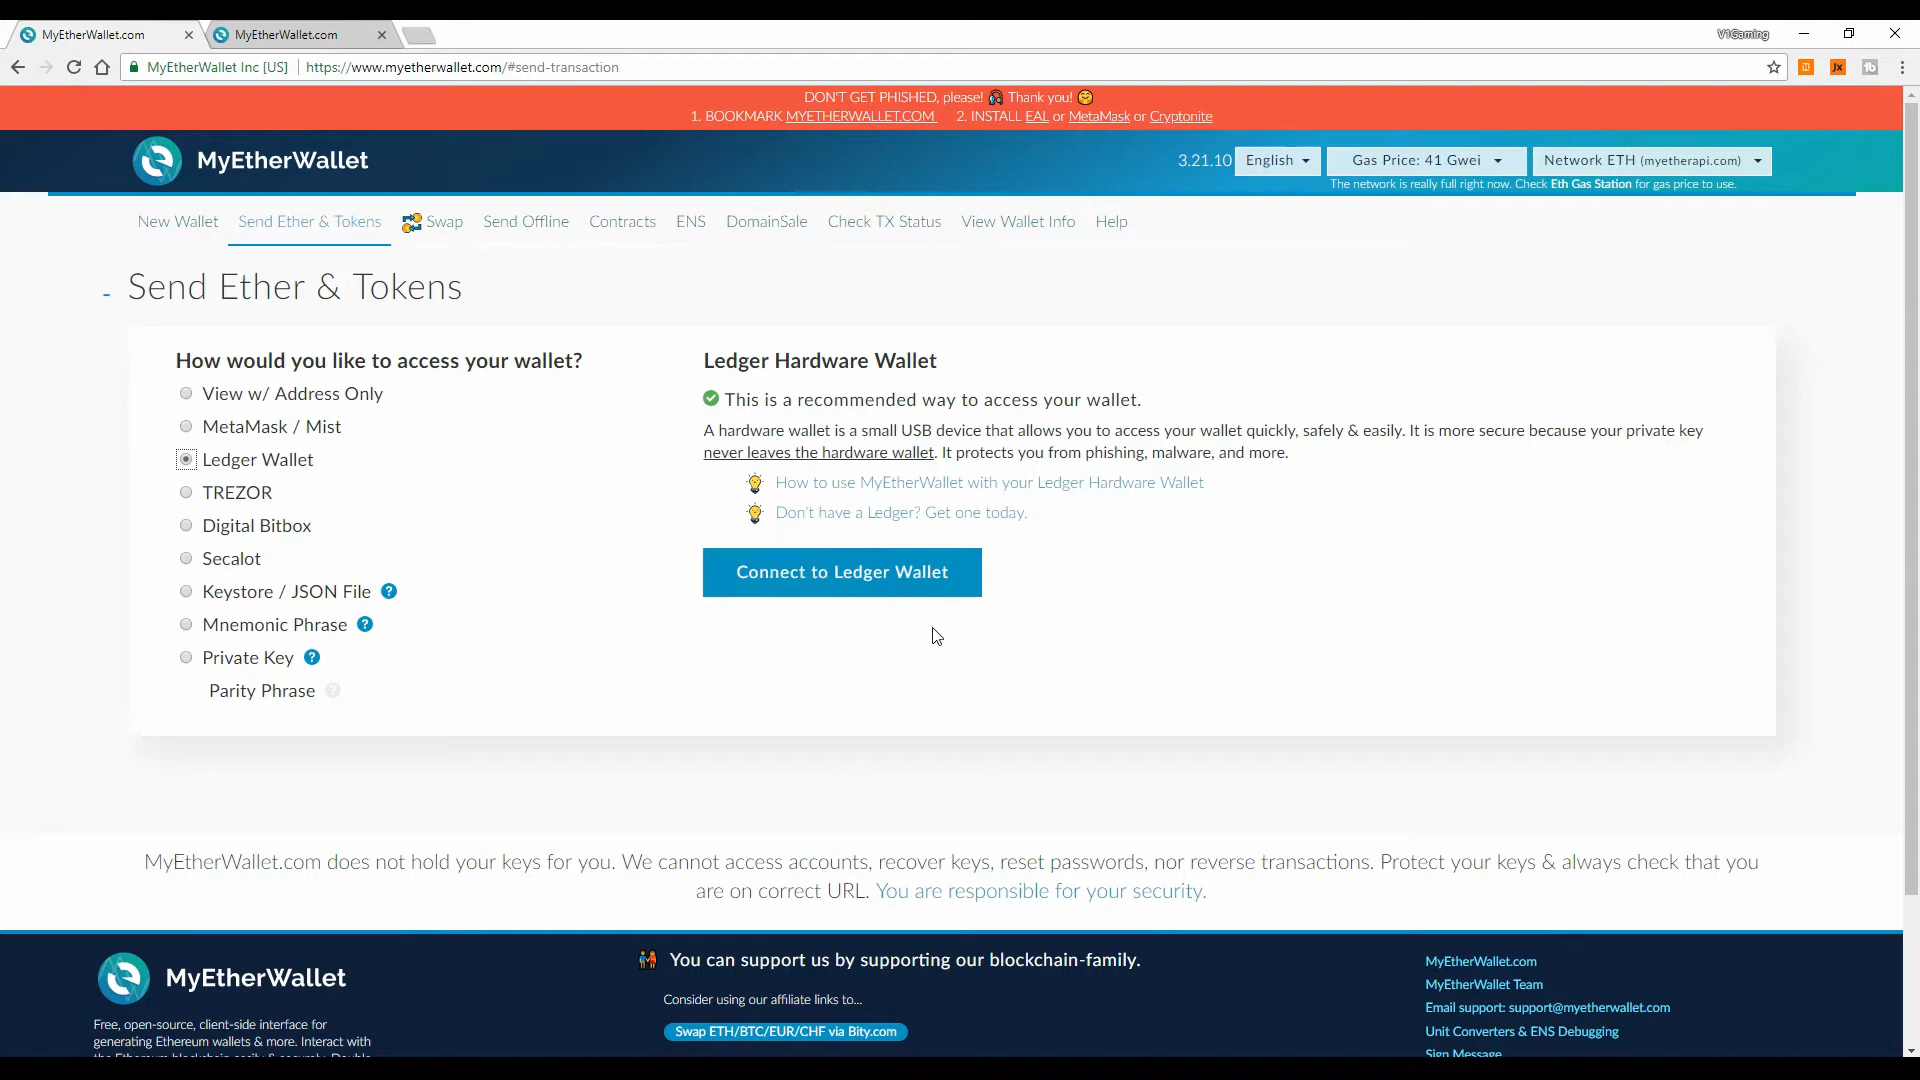 MyEtherWallet.com
MyEtherWallet.com
V1Gaming
MyEtherWallet Inc [US]
https://www.myetherwallet.com/#send-transaction
DON'T GET PHISHED, please! Thank you!
1. BOOKMARK MYETHERWALLET.COM 2. INSTALL EAL or MetaMask or Cryptonite
MyEtherWallet
3.21.10
English
Gas Price: 41 Gwei
Network ETH (myetherapi.com)
The network is really full right now. Check Eth Gas Station for gas price to use.
New Wallet
Send Ether & Tokens
Swap
Send Offline
Contracts
ENS
DomainSale
Check TX Status
View Wallet Info
Help
- Send Ether & Tokens
How would you like to access your wallet?
View w/ Address Only
MetaMask / Mist
Ledger Wallet
TREZOR
Digital Bitbox
Secalot
Keystore / JSON File ?
Mnemonic Phrase ?
Private Key ?
Parity Phrase ?
Ledger Hardware Wallet
This is a recommended way to access your wallet.
A hardware wallet is a small USB device that allows you to access your wallet quickly, safely & easily. It is more secure because your private key
never leaves the hardware wallet. It protects you from phishing, malware, and more.
How to use MyEtherWallet with your Ledger Hardware Wallet
Don't have a Ledger? Get one today.
Connect to Ledger Wallet
MyEtherWallet.com does not hold your keys for you. We cannot access accounts, recover keys, reset passwords, nor reverse transactions. Protect your keys & always check that you
are on correct URL. You are responsible for your security.
MyEtherWallet
Free, open-source, client-side interface for
generating Ethereum wallets & more. Interact with
the Ethereum blockchain easily & securely. Double
You can support us by supporting our blockchain-family.
Consider using our affiliate links to...
Swap ETH/BTC/EUR/CHF via Bity.com
MyEtherWallet.com
MyEtherWallet Team
Email support: support@myetherwallet.com
Unit Converters & ENS Debugging
Sign Message